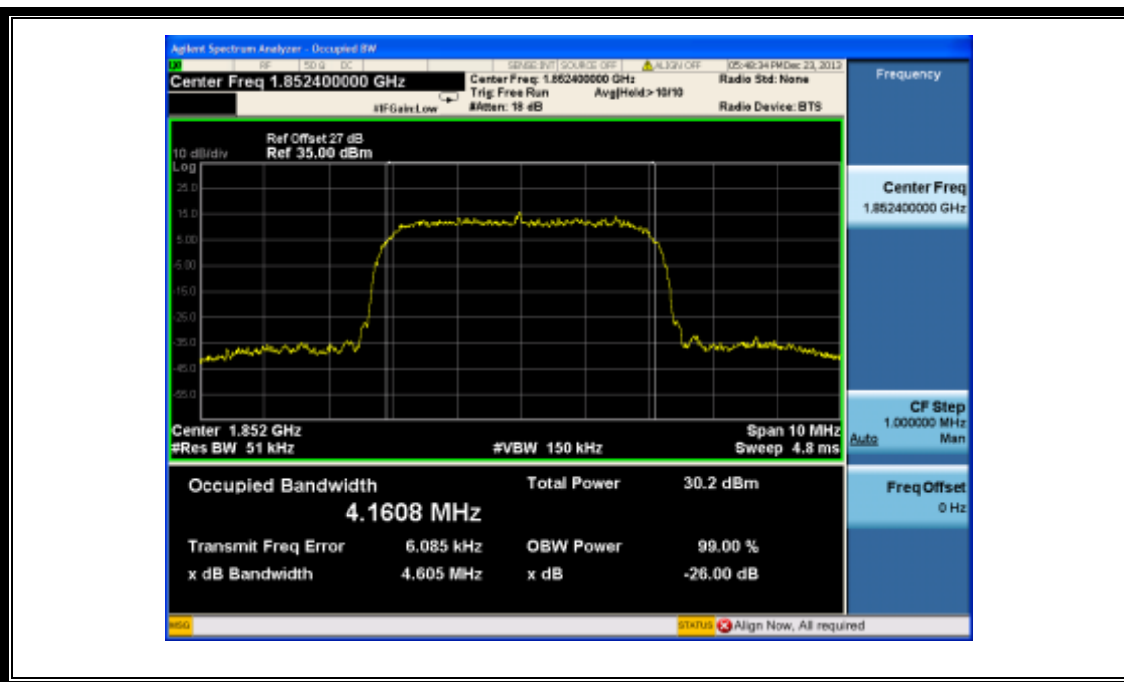 Agilent Spectrum Analyzer - Occupied BW
RF 50 Ω DC SENSE:INT SOURCE OFF ALIGN OFF 05:48:34 PM Dec 23, 2013
Center Freq 1.852400000 GHz
Center Freq: 1.852400000 GHz
Radio Std: None
Trig: Free Run Avg|Hold:> 10/10
#IFGain:Low #Atten: 18 dB Radio Device: BTS
Frequency
Ref Offset 27 dB
10 dB/div Ref 35.00 dBm
Log
25.0
15.0
5.00
-5.00
-15.0
-25.0
-35.0
-45.0
-55.0
Center 1.852 GHz Span 10 MHz
#Res BW 51 kHz #VBW 150 kHz Sweep 4.8 ms
Center Freq
1.852400000 GHz
CF Step
1.000000 MHz
Auto Man
Freq Offset
0 Hz
Occupied Bandwidth Total Power 30.2 dBm
4.1608 MHz
Transmit Freq Error 6.085 kHz OBW Power 99.00 %
x dB Bandwidth 4.605 MHz x dB -26.00 dB
MSG STATUS Align Now, All required